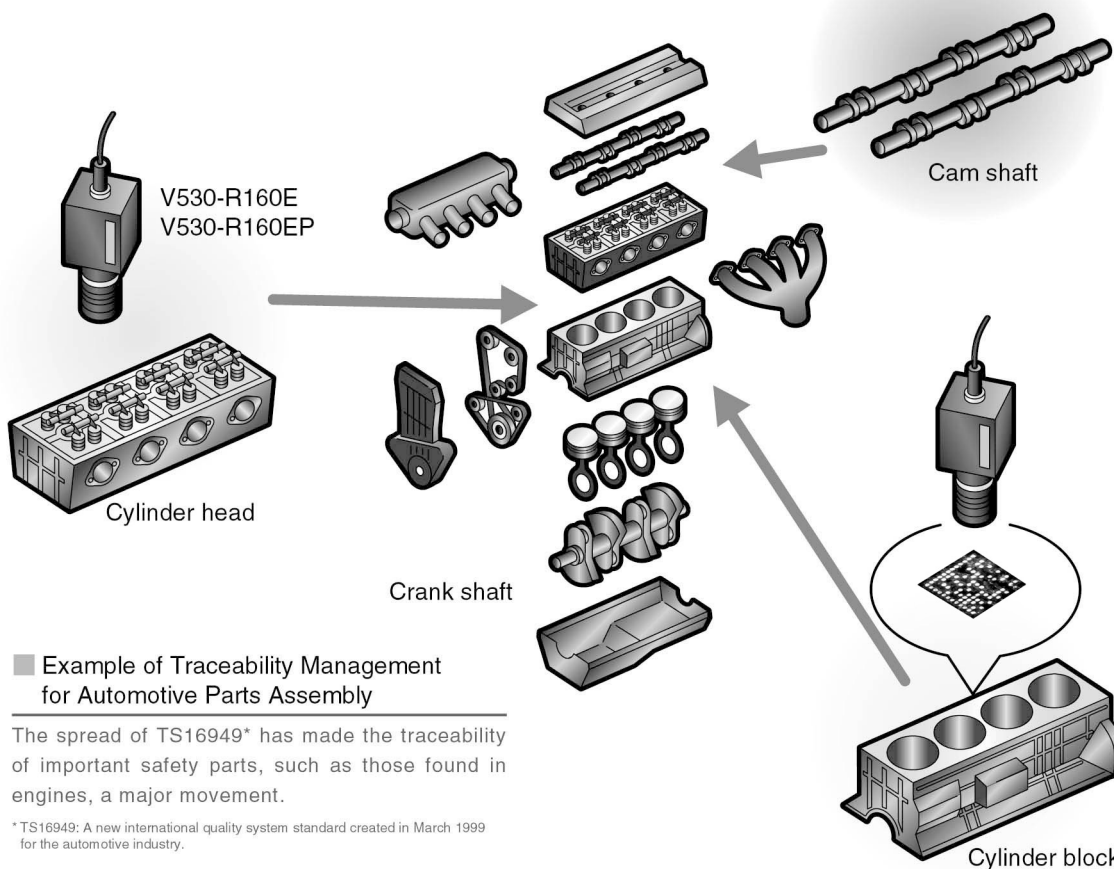 V530-R160E
V530-R160EP
Cam shaft
Cylinder head
Crank shaft
Example of Traceability Management
for Automotive Parts Assembly
The spread of TS16949* has made the traceability
of important safety parts, such as those found in
engines, a major movement.
* TS16949: A new international quality system standard created in March 1999
for the automotive industry.
Cylinder block